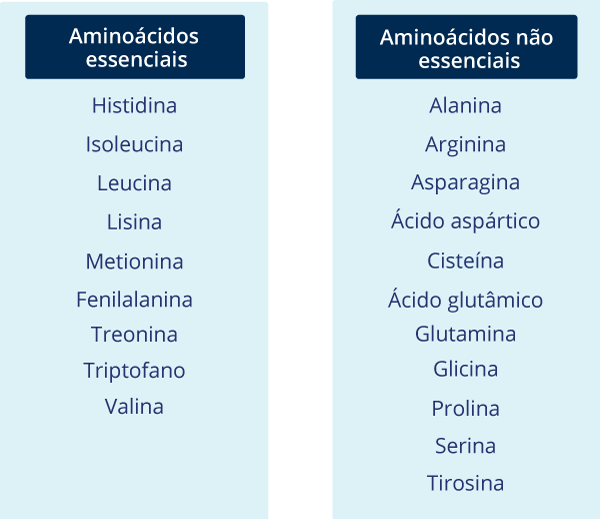 Aminoácidos
essenciais
Histidina
Isoleucina
Leucina
Lisina
Metionina
Fenilalanina
Treonina
Triptofano
Valina
Aminoácidos não
essenciais
Alanina
Arginina
Asparagina
Ácido aspártico
Cisteína
Ácido glutâmico
Glutamina
Glicina
Prolina
Serina
Tirosina